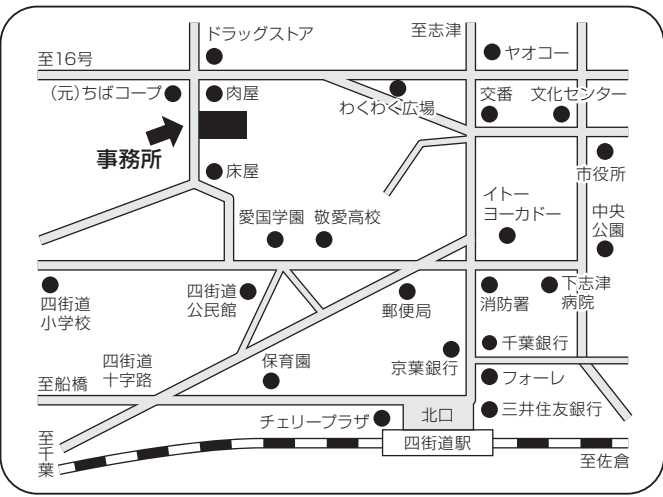 ドラッグストア
至志津
ヤオコー
至16号
(元)ちばコープ
肉屋
わくわく広場
交番
文化センター
事務所
床屋
市役所
イトー
ヨーカドー
中央
公園
愛国学園
敬愛高校
四街道
小学校
四街道
公民館
郵便局
消防署
下志津
病院
千葉銀行
四街道
十字路
保育園
京葉銀行
フォーレ
至船橋
チェリープラザ
北口
三井住友銀行
至千葉
四街道駅
至佐倉